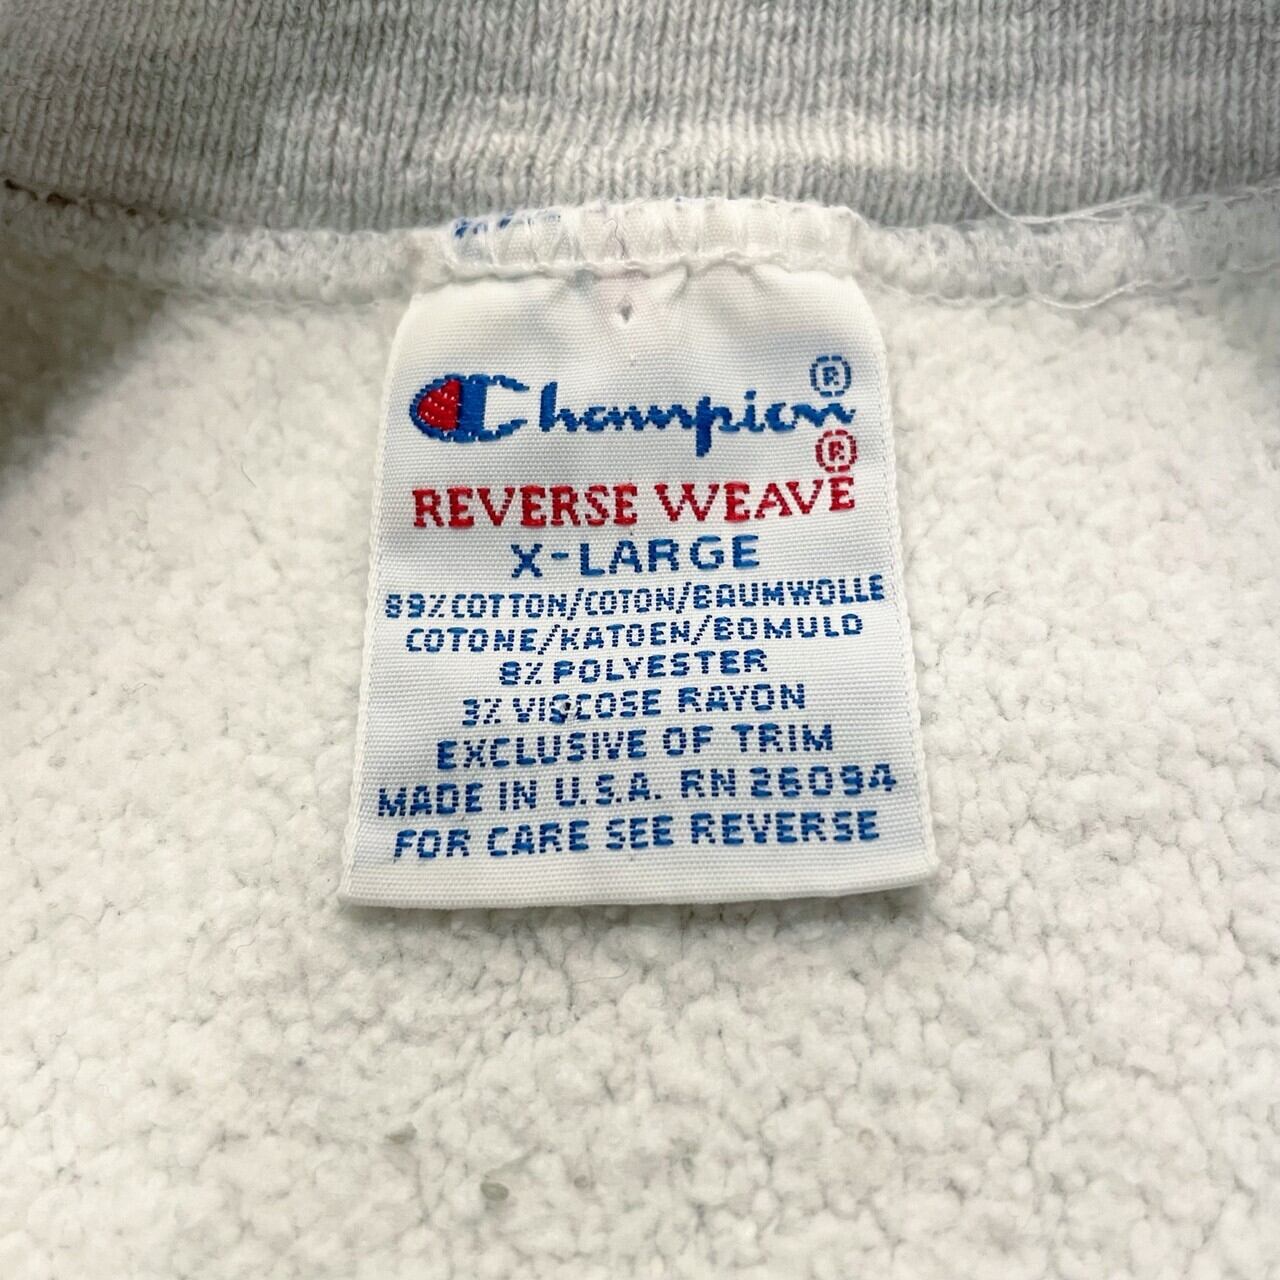 Champion®
REVERSE WEAVE®
X-LARGE
89% COTTON/COTON/BAUMWOLLE
COTONE/KATOEN/BOMULD
8% POLYESTER
3% VISCOSE RAYON
EXCLUSIVE OF TRIM
MADE IN U.S.A. RN 26094
FOR CARE SEE REVERSE